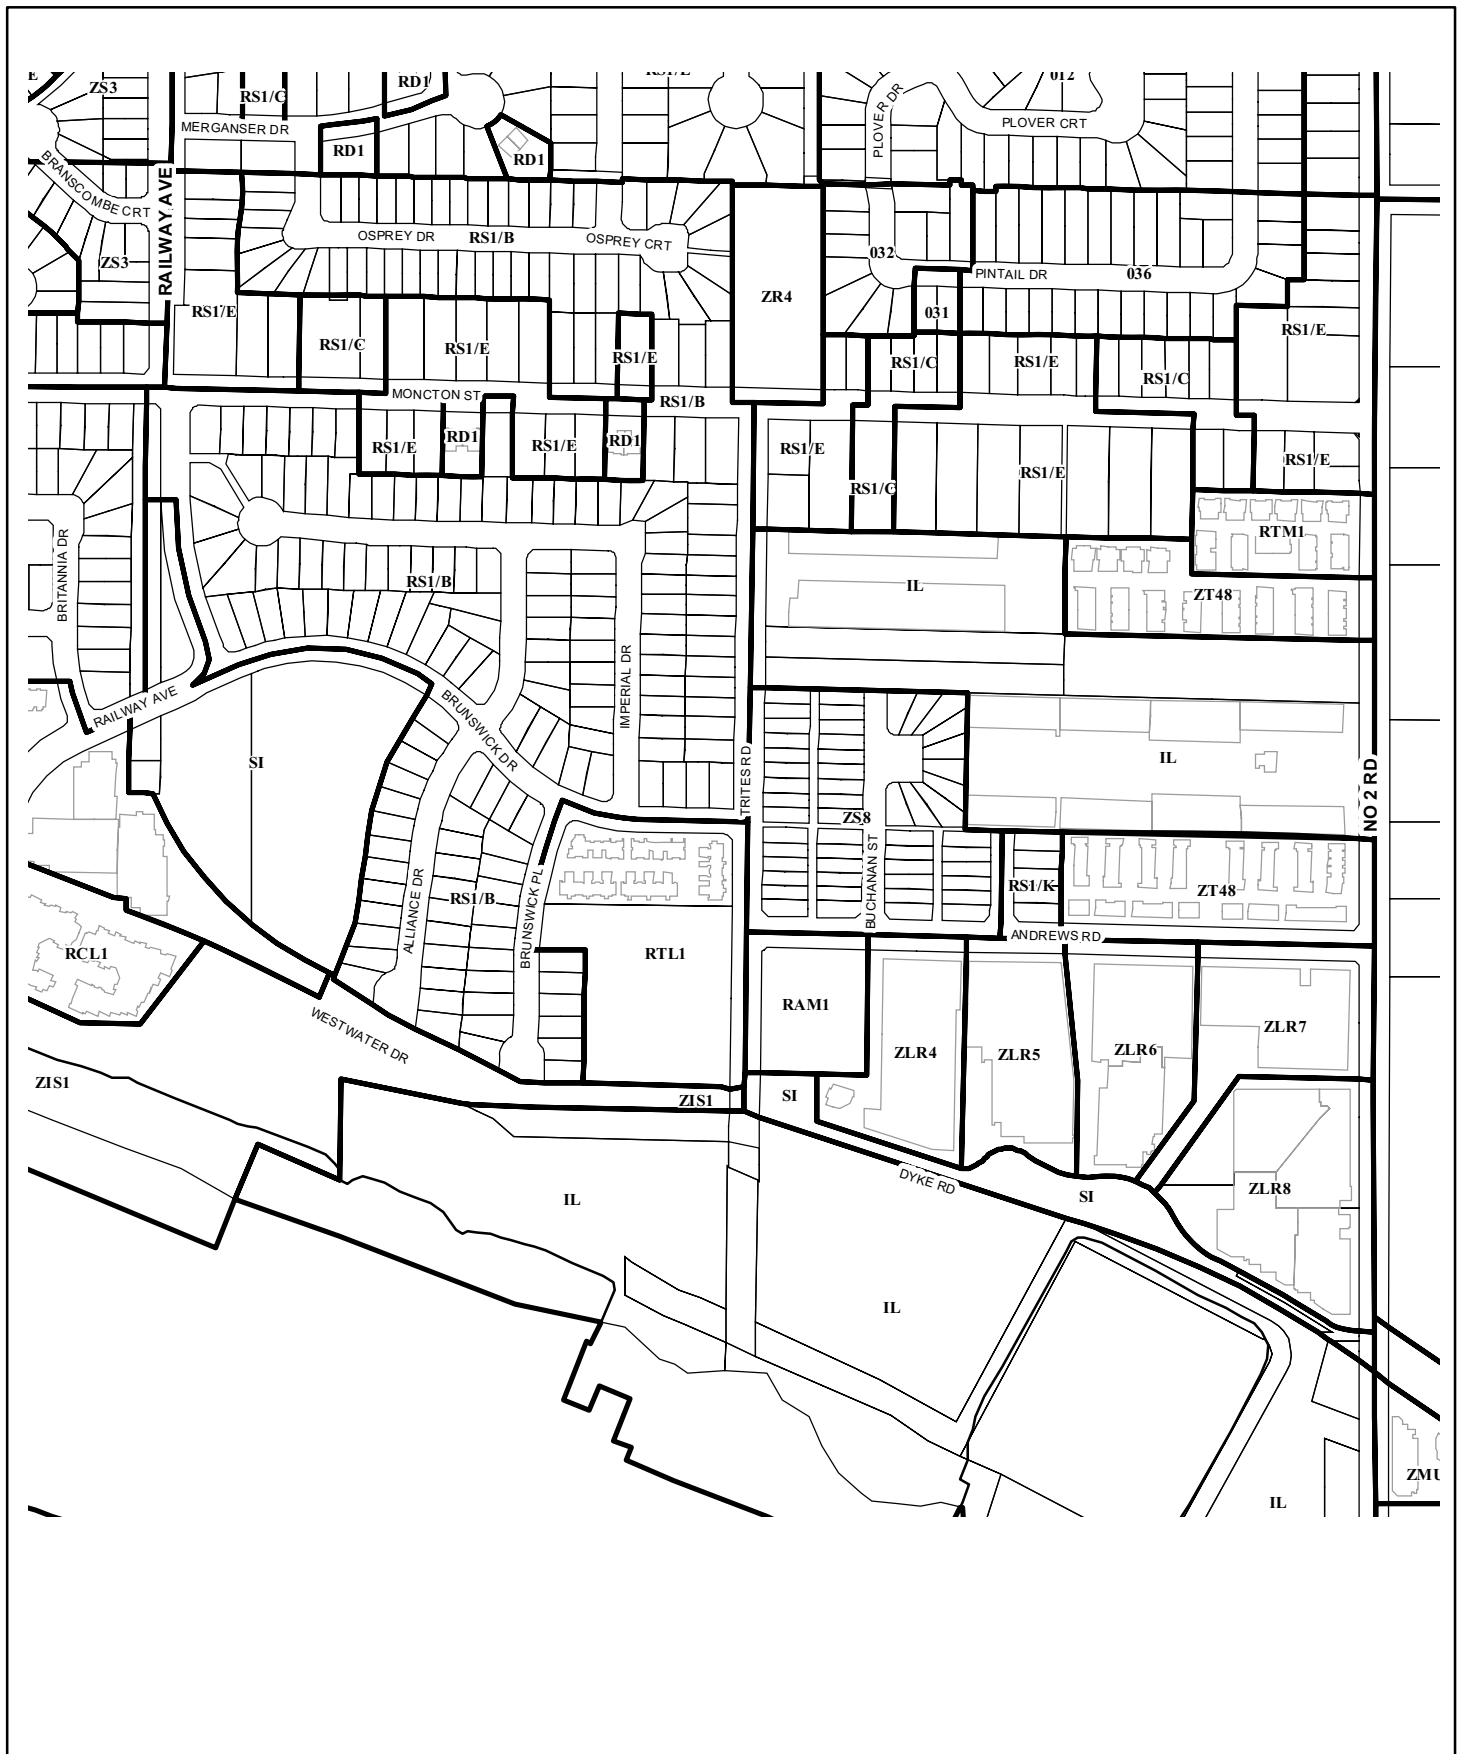 E
ZS3
RS1/C
RD1
RS1/E
012
MERGANSER DR
PLOVER DR
PLOVER CRT
RD1
RD1
BRANSCOMBE CRT
RAILWAY AVE
ZS3
OSPREY DR
RS1/B
OSPREY CRT
032
PINTAIL DR
036
ZR4
RS1/E
031
RS1/C
RS1/E
RS1/E
RS1/C
RS1/E
RS1/C
RS1/E
MONCTON ST
RS1/B
RS1/E
RD1
RS1/E
RD1
RS1/E
RS1/C
RS1/E
RS1/E
RTM1
BRITANNIA DR
RS1/B
IL
ZT48
IMPERIAL DR
RAILWAY AVE
BRUNSWICK DR
SI
TRITES RD
IL
NO 2 RD
ZS8
BUCHANAN ST
RS1/K
ZT48
ALLIANCE DR
RS1/B
BRUNSWICK PL
ANDREWS RD
RCL1
RTL1
RAM1
WESTWATER DR
ZLR4
ZLR5
ZLR6
ZLR7
ZIS1
ZIS1
SI
DYKE RD
SI
ZLR8
IL
IL
ZMU
IL